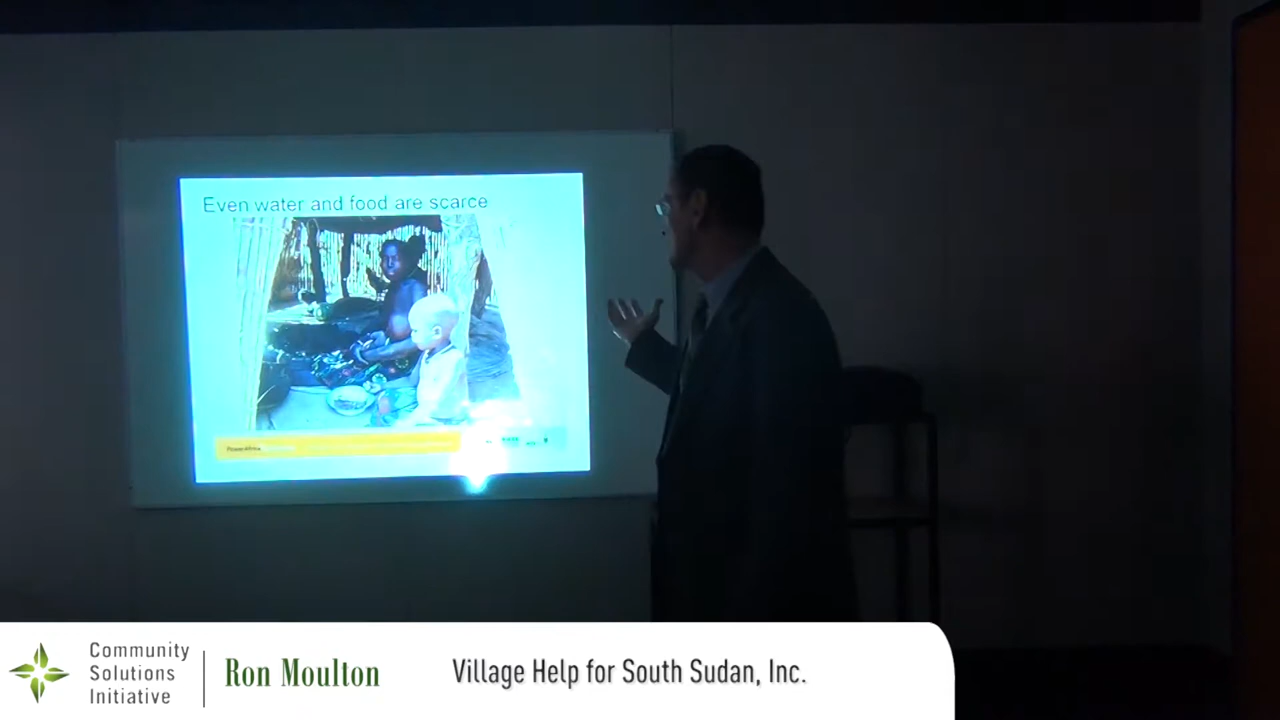 Even water and food are scarce
Community
Solutions
Initiative
Ron Moulton
Village Help for South Sudan, Inc.